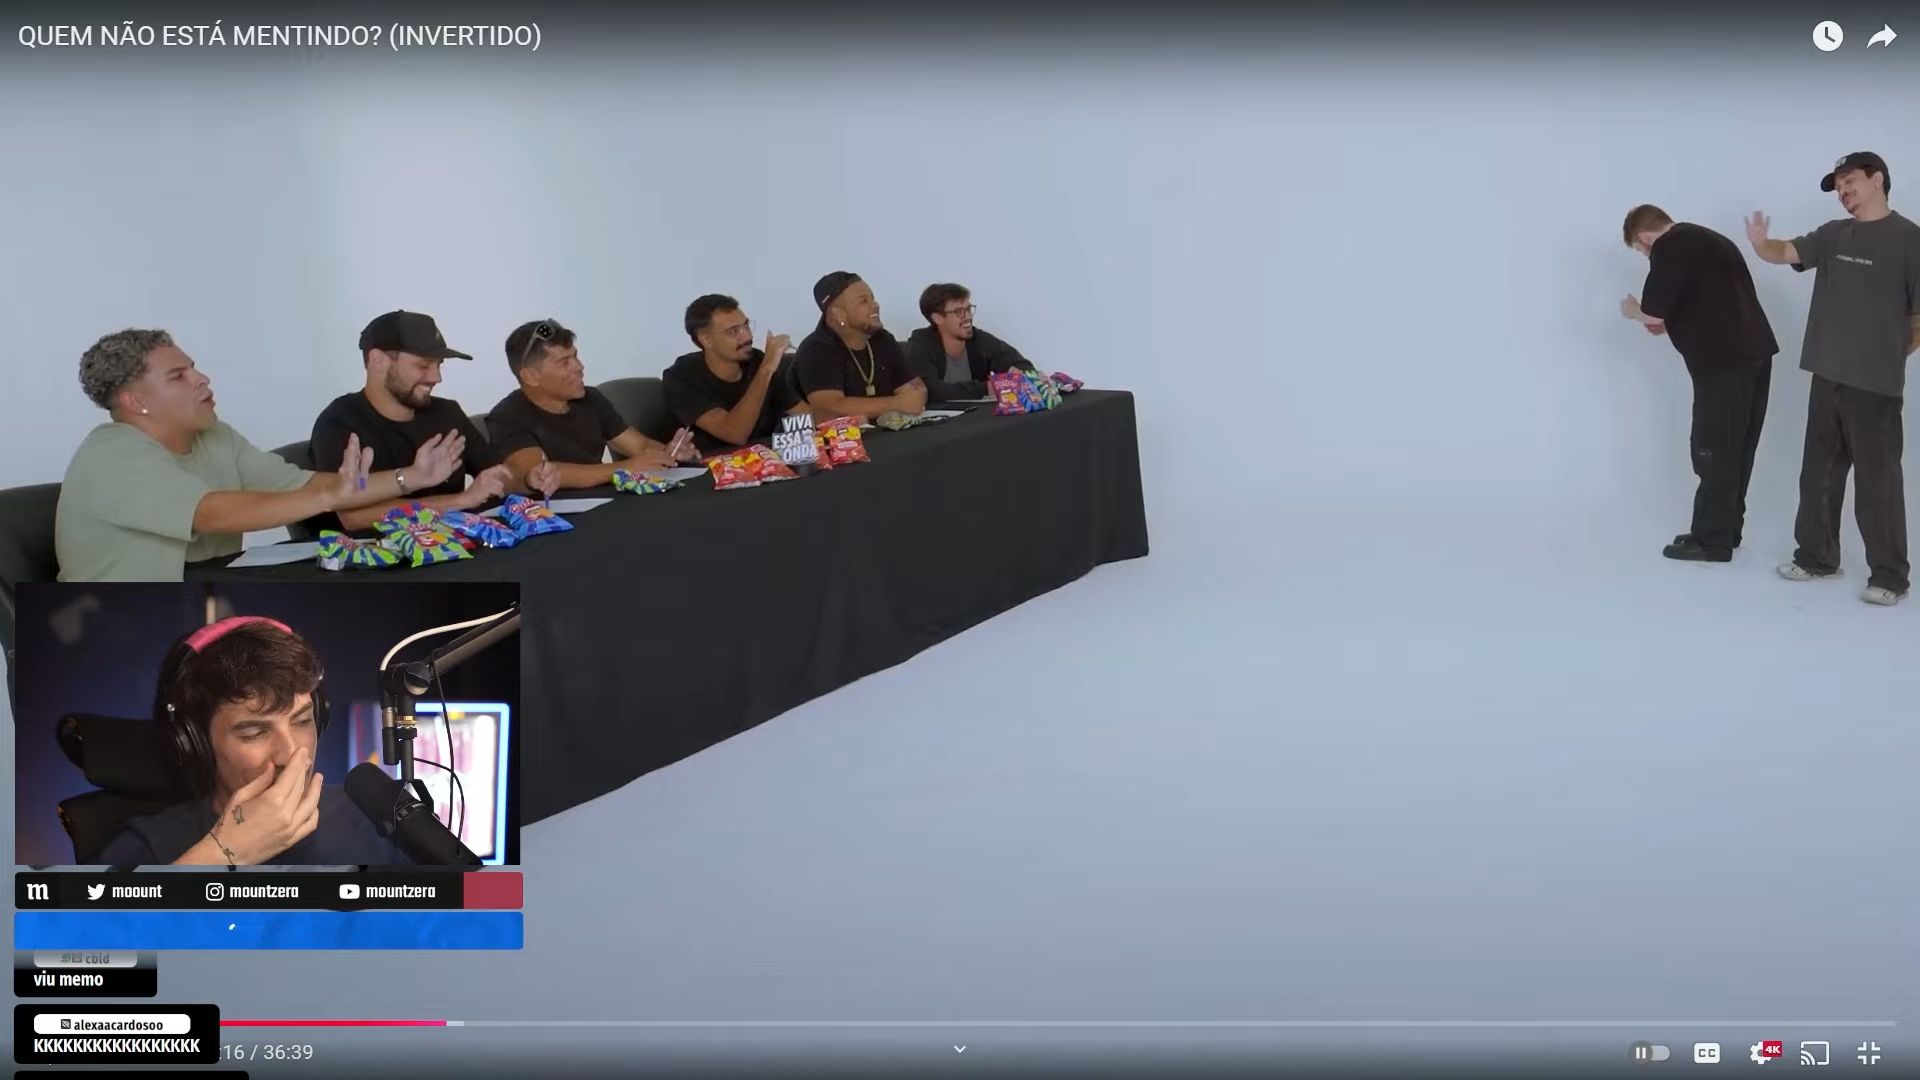 QUEM NÃO ESTÁ MENTINDO? (INVERTIDO)
VIVA
ESSA
ONDA
m moount mountzera mountzera
cbld
viu memo
alexaacardosoo
KKKKKKKKKKKKKKKKK
:16 / 36:39
CC
4K